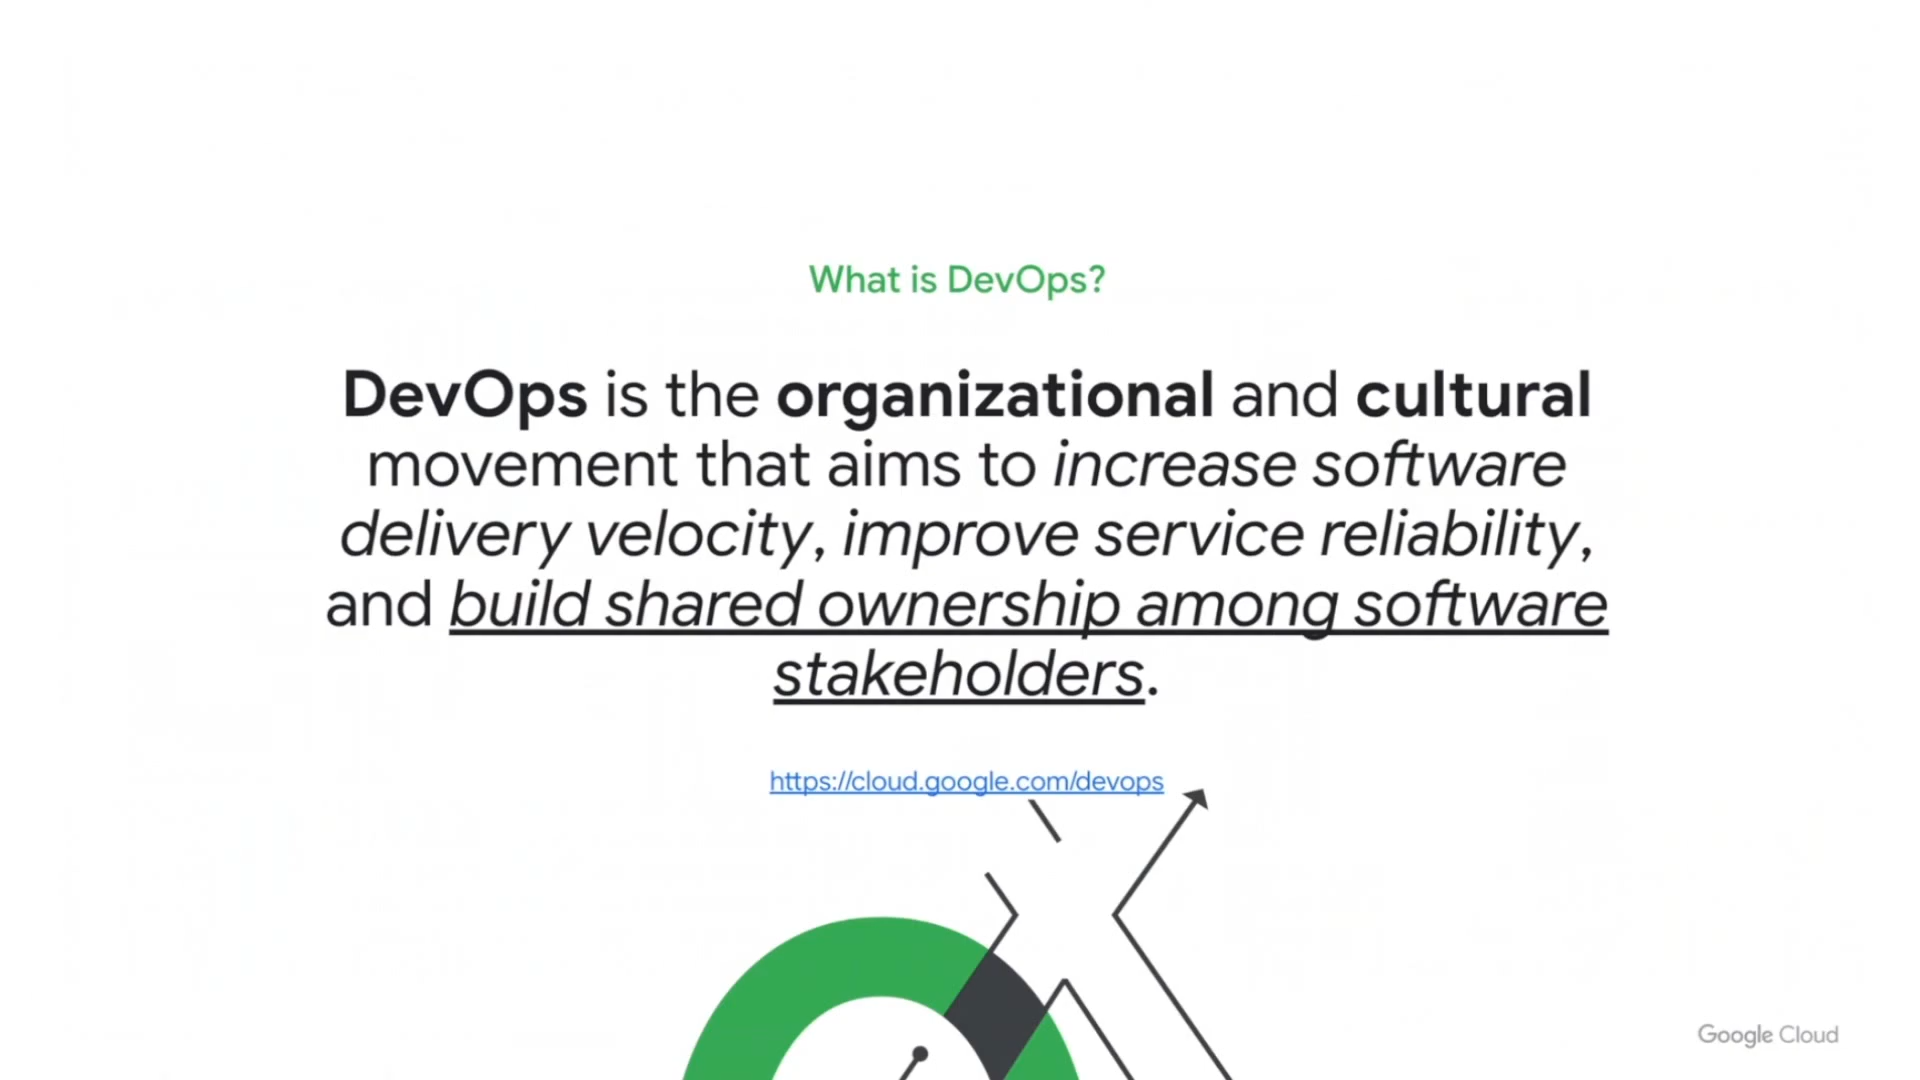 What is DevOps?
DevOps is the organizational and cultural
movement that aims to increase software
delivery velocity, improve service reliability,
and build shared ownership among software
stakeholders.
https://cloud.google.com/devops
Google Cloud